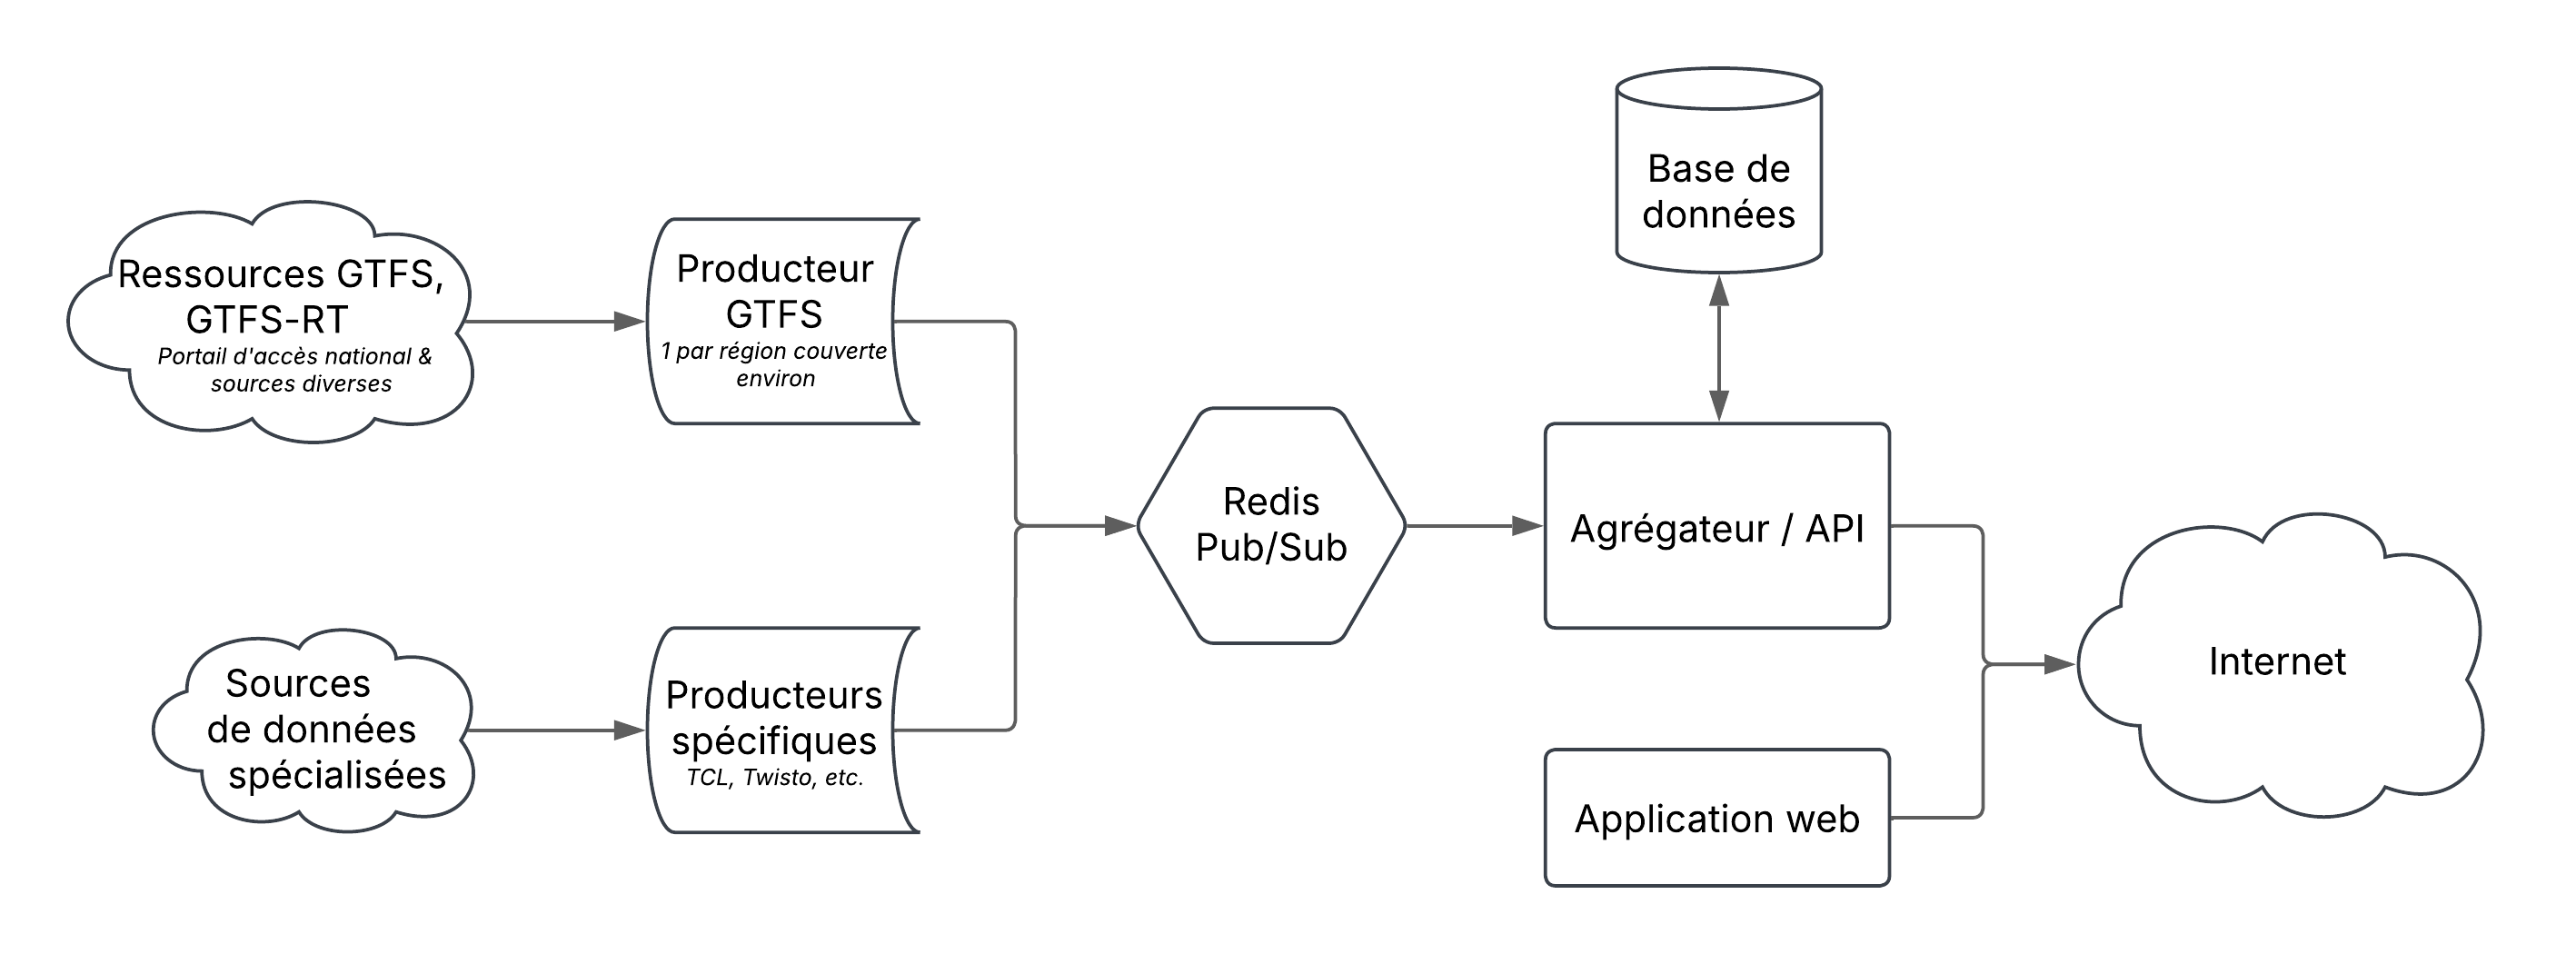 Ressources GTFS,
GTFS-RT
Portail d'accès national &
sources diverses
Producteur
GTFS
1 par région couverte
environ
Sources
de données
spécialisées
Producteurs
spécifiques
TCL, Twisto, etc.
Redis
Pub/Sub
Base de
données
Agrégateur / API
Application web
Internet